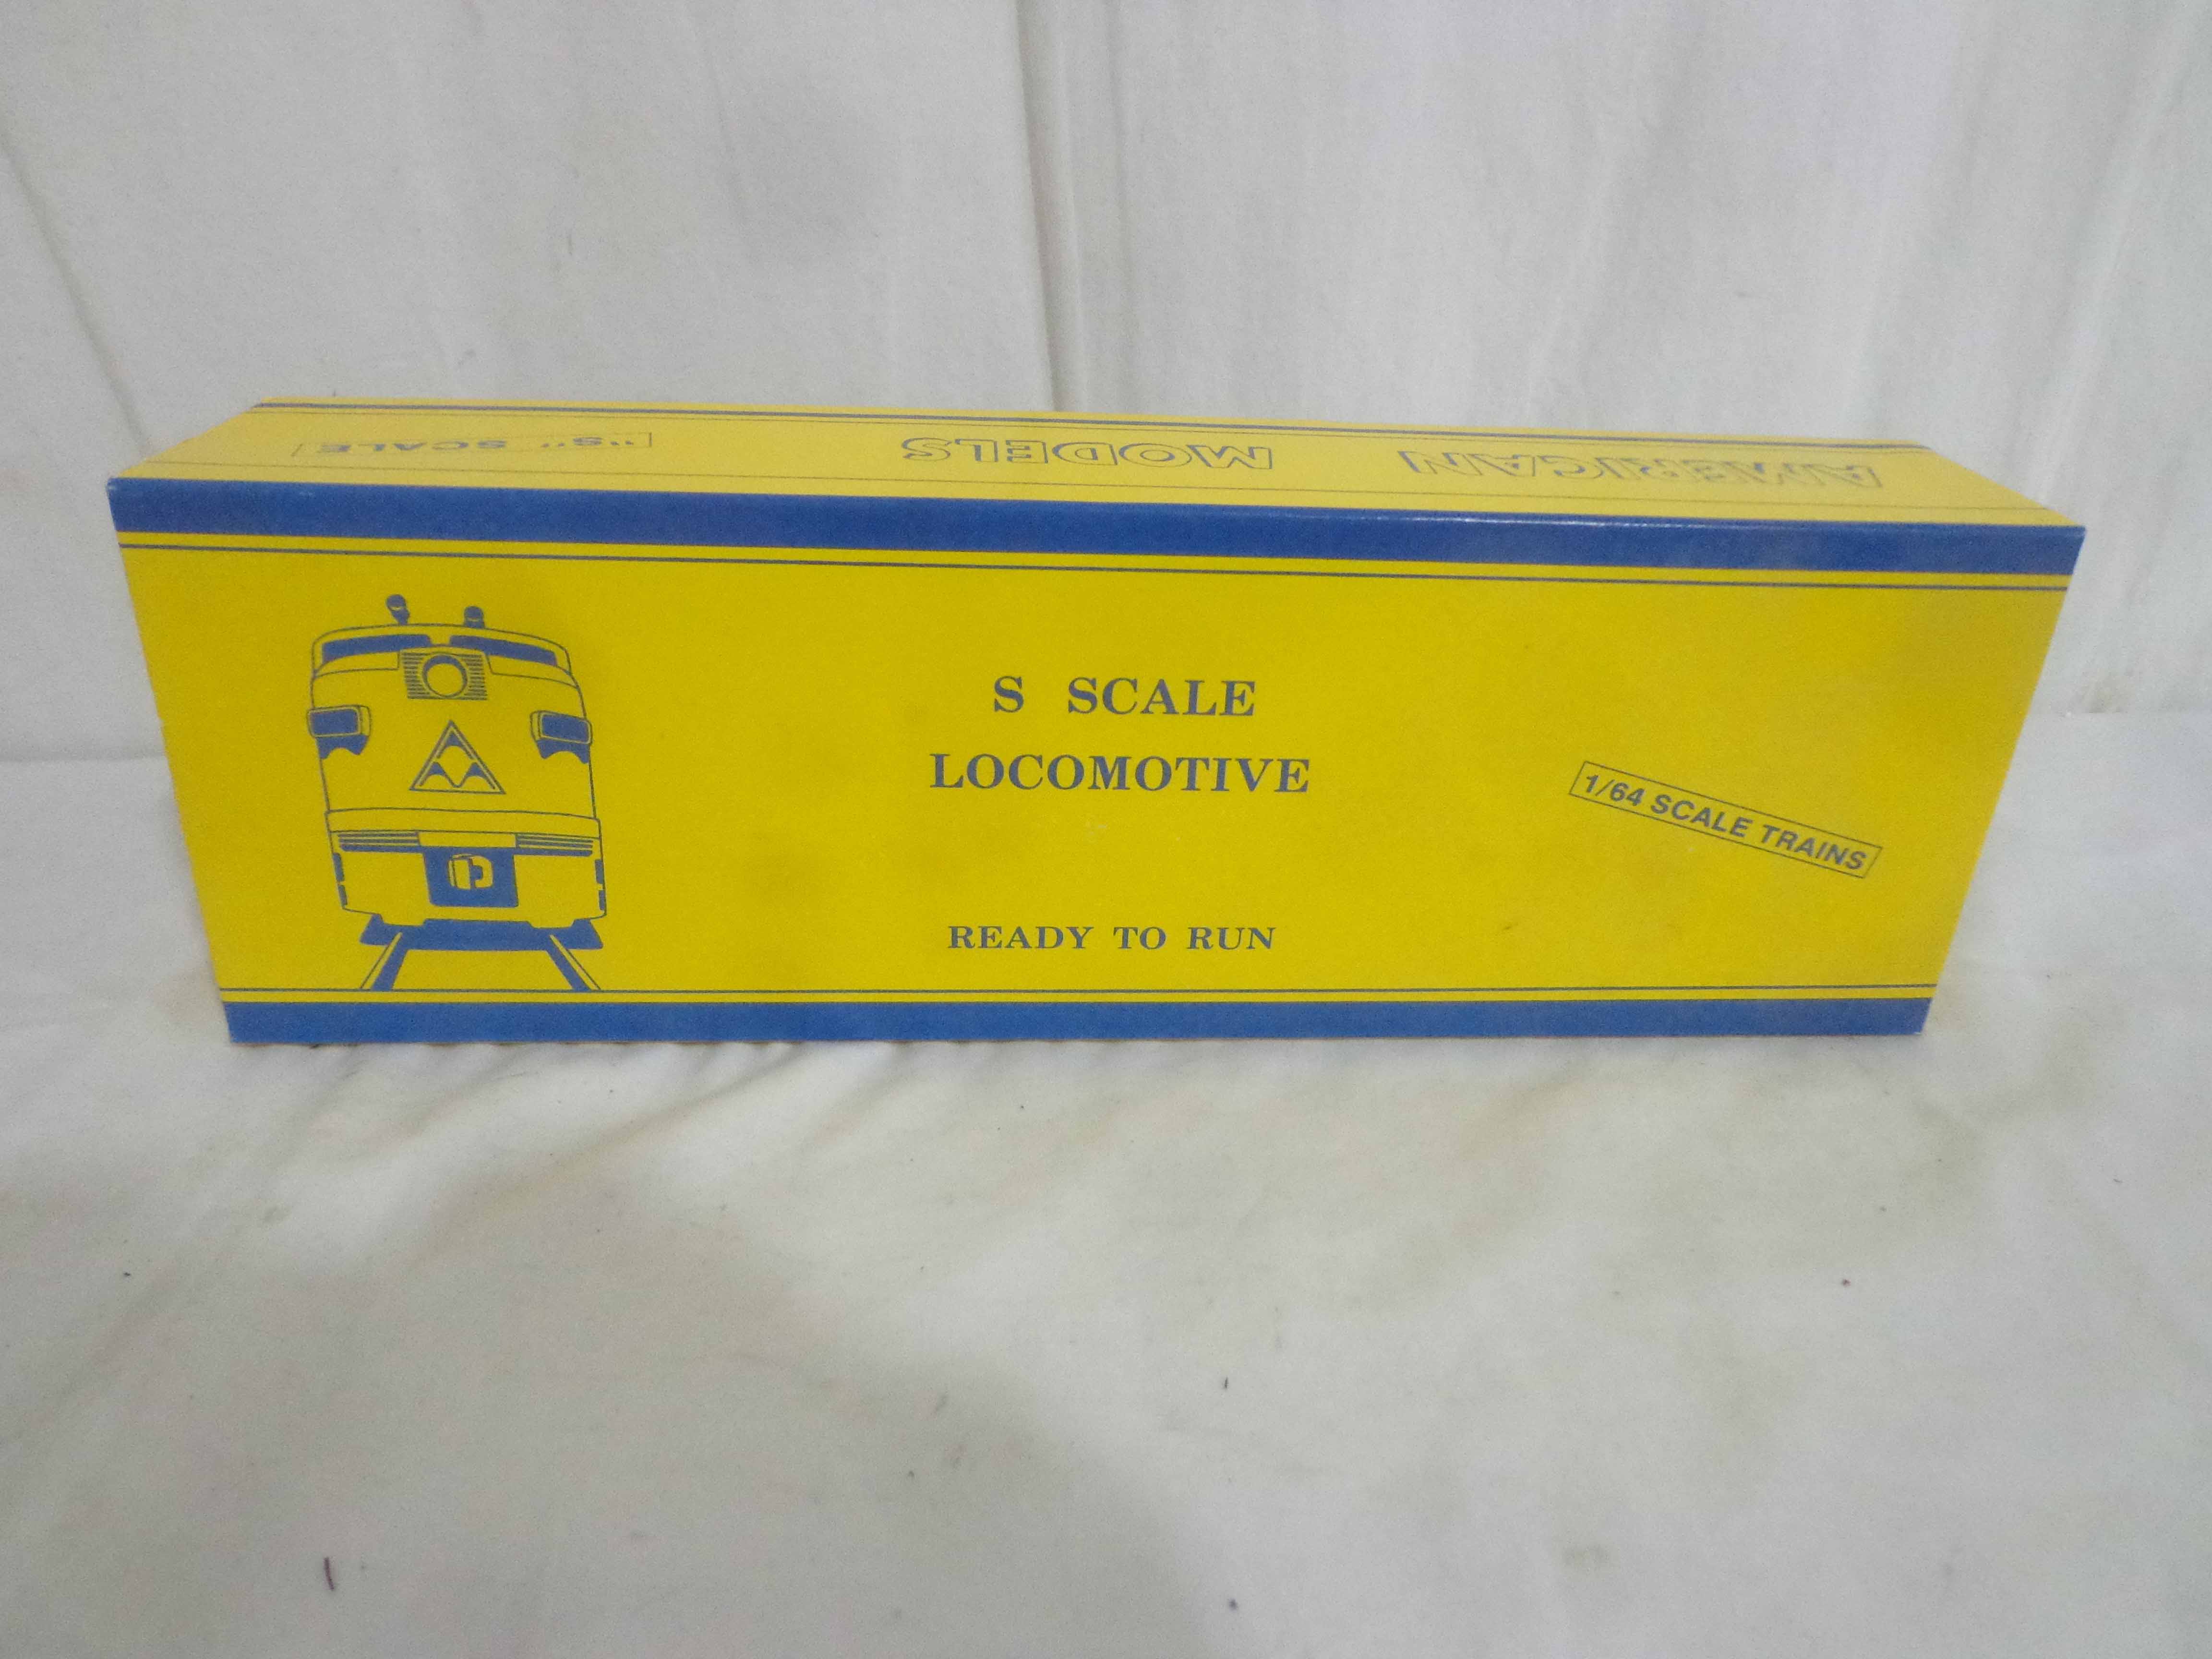 AMERICAN MODELS "S" SCALE
S SCALE
LOCOMOTIVE
1/64 SCALE TRAINS
READY TO RUN